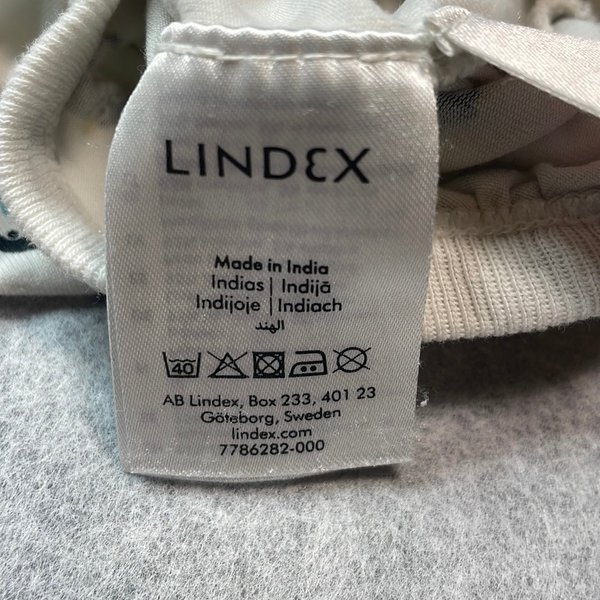 LINDEX
Made in India
Indias | Indijā
Indijoje | Indiach
الهند
40
AB Lindex, Box 233, 401 23
Göteborg, Sweden
lindex.com
7786282-000